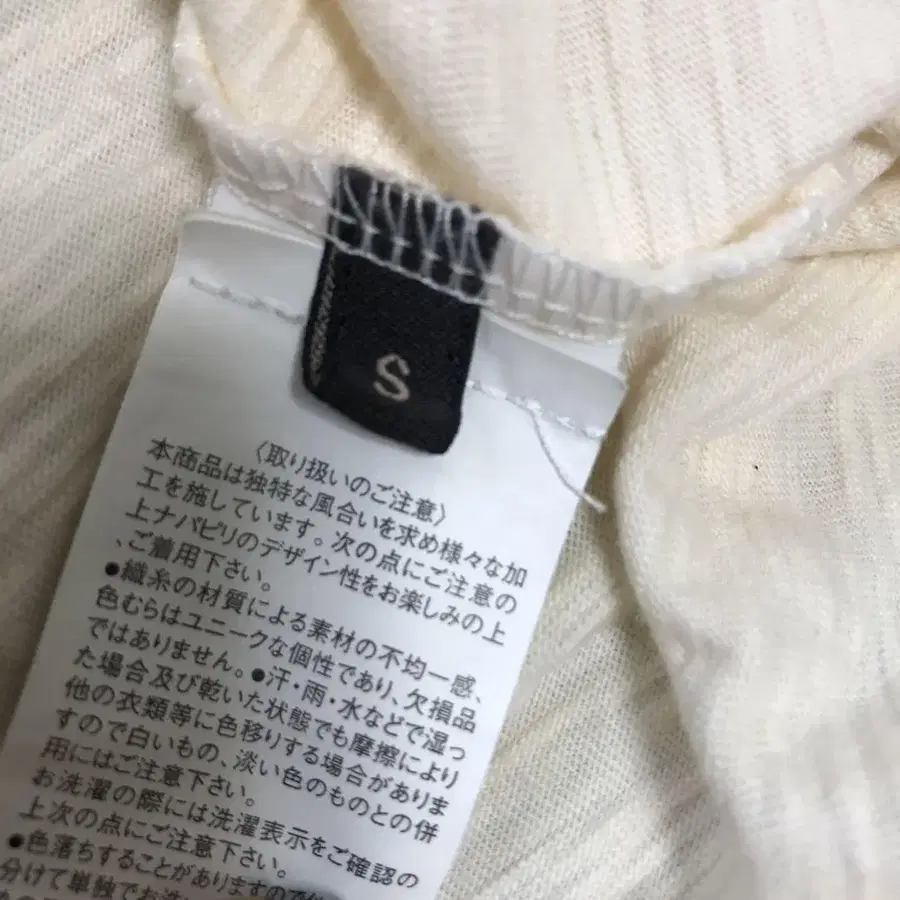 S
〈取り扱いのご注意〉
本商品は独特な風合いを求め様々な加
工を施しています。次の点にご注意の
上ナバピリのデザイン性をお楽しみの上
、ご着用下さい。
●織糸の材質による素材の不均一感、
色むらはユニークな個性であり、欠損品
ではありません。●汗・雨・水などで湿っ
た場合及び乾いた状態でも摩擦により
他の衣類等に色移りする場合がありま
すので白いもの、淡い色のものとの併
用にはご注意下さい。
お洗濯の際には洗濯表示をご確認の
上次の点にご注意下さい。
●色落ちすることがありますので
分けて単独でお洗